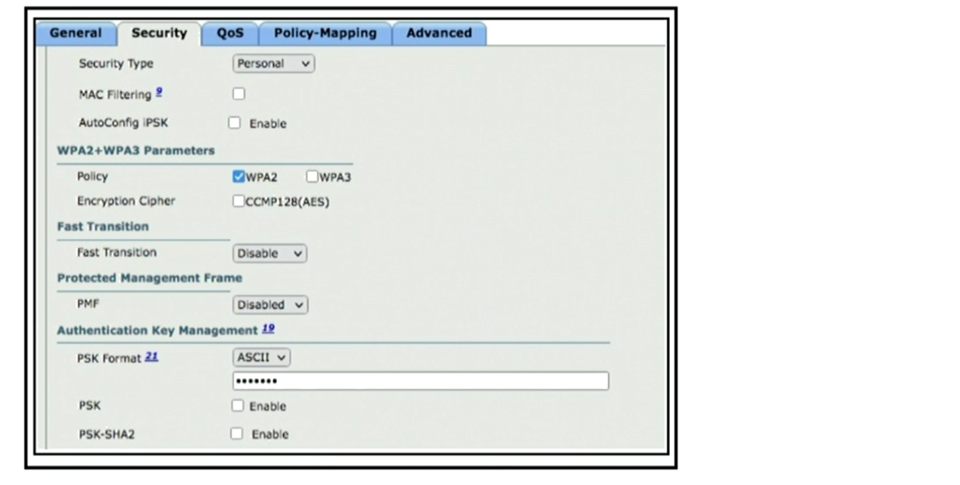 General Security QoS Policy-Mapping Advanced
Security Type Personal
MAC Filtering 9
AutoConfig iPSK Enable
WPA2+WPA3 Parameters
Policy WPA2 WPA3
Encryption Cipher CCMP128(AES)
Fast Transition
Fast Transition Disable
Protected Management Frame
PMF Disabled
Authentication Key Management 19
PSK Format 21 ASCII
•••••••
PSK Enable
PSK-SHA2 Enable